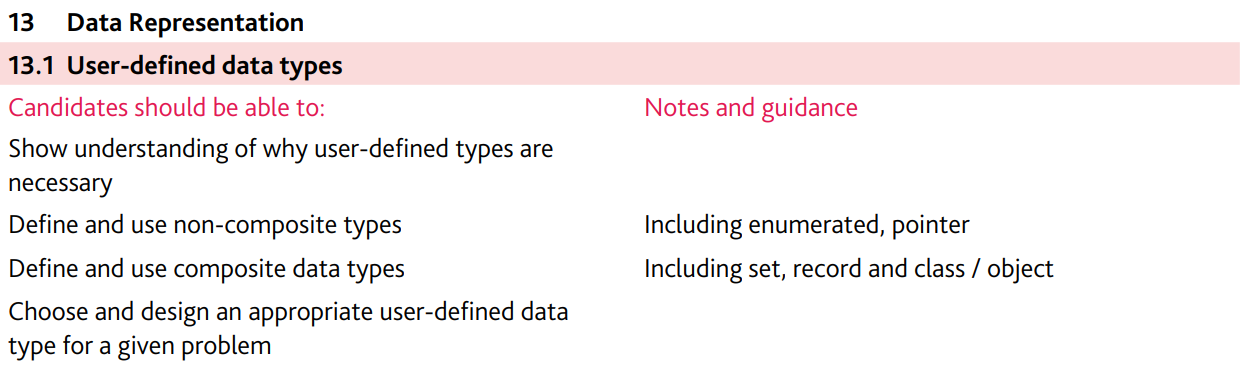 13 Data Representation
13.1 User-defined data types
Candidates should be able to:
Notes and guidance
Show understanding of why user-defined types are
necessary
Define and use non-composite types
Including enumerated, pointer
Define and use composite data types
Including set, record and class / object
Choose and design an appropriate user-defined data
type for a given problem